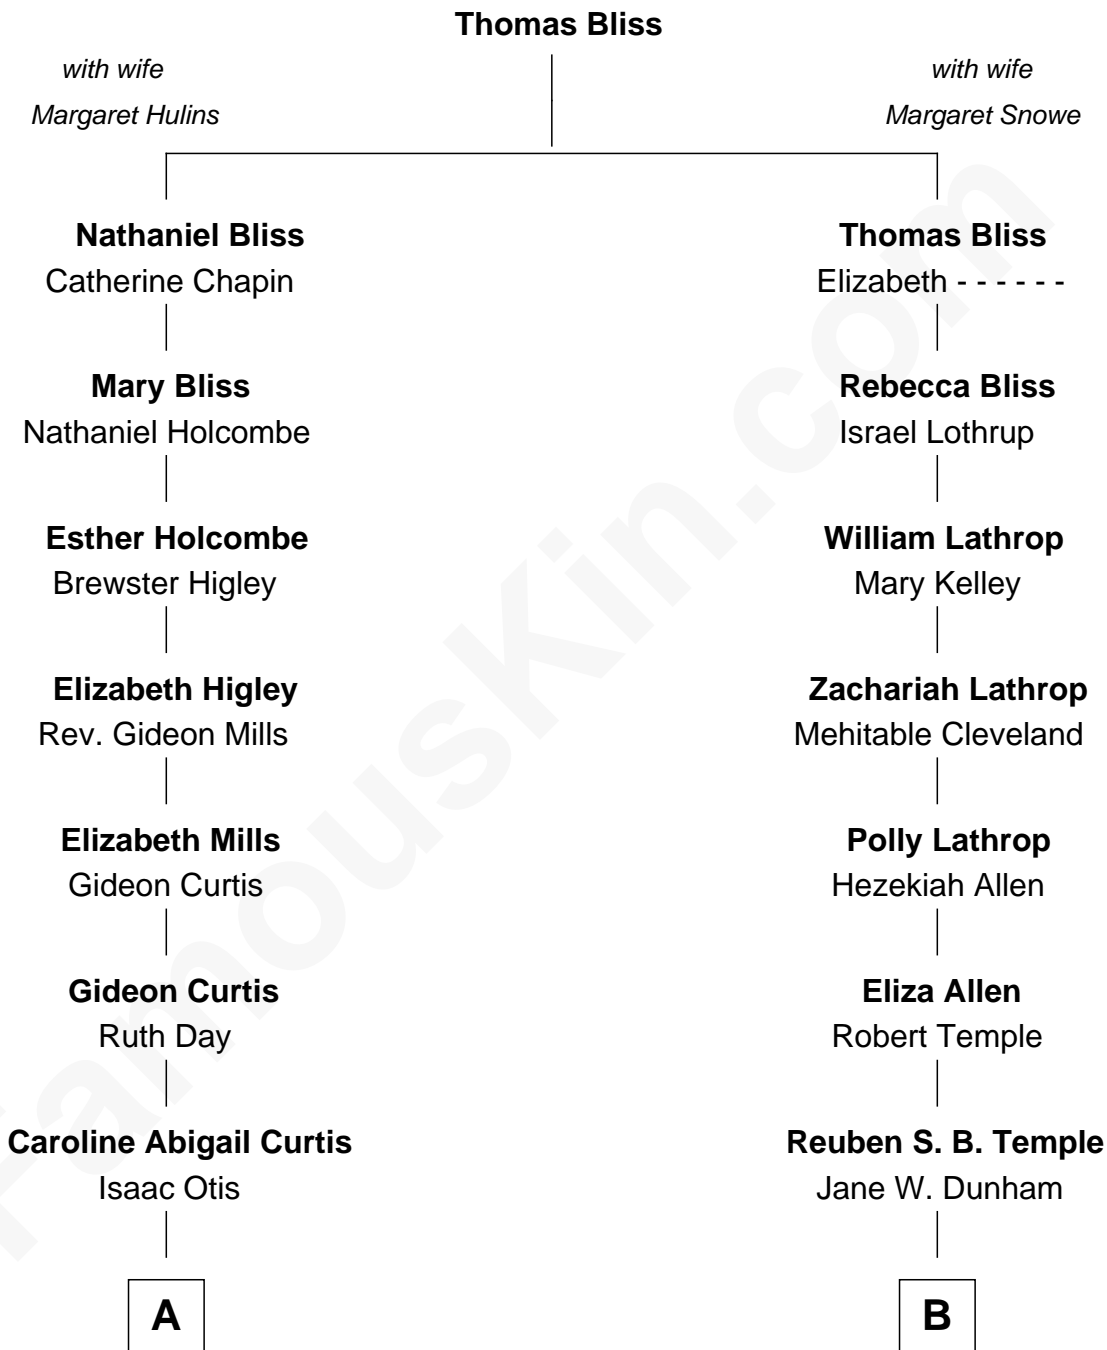 Thomas Bliss
with wife
Margaret Hulins
with wife
Margaret Snowe
Nathaniel Bliss
Catherine Chapin
Thomas Bliss
Elizabeth - - - - - -
Mary Bliss
Nathaniel Holcombe
Rebecca Bliss
Israel Lothrup
Esther Holcombe
Brewster Higley
William Lathrop
Mary Kelley
Elizabeth Higley
Rev. Gideon Mills
Zachariah Lathrop
Mehitable Cleveland
Elizabeth Mills
Gideon Curtis
Polly Lathrop
Hezekiah Allen
Gideon Curtis
Ruth Day
Eliza Allen
Robert Temple
Caroline Abigail Curtis
Isaac Otis
Reuben S. B. Temple
Jane W. Dunham
A
B
FamousKin.com